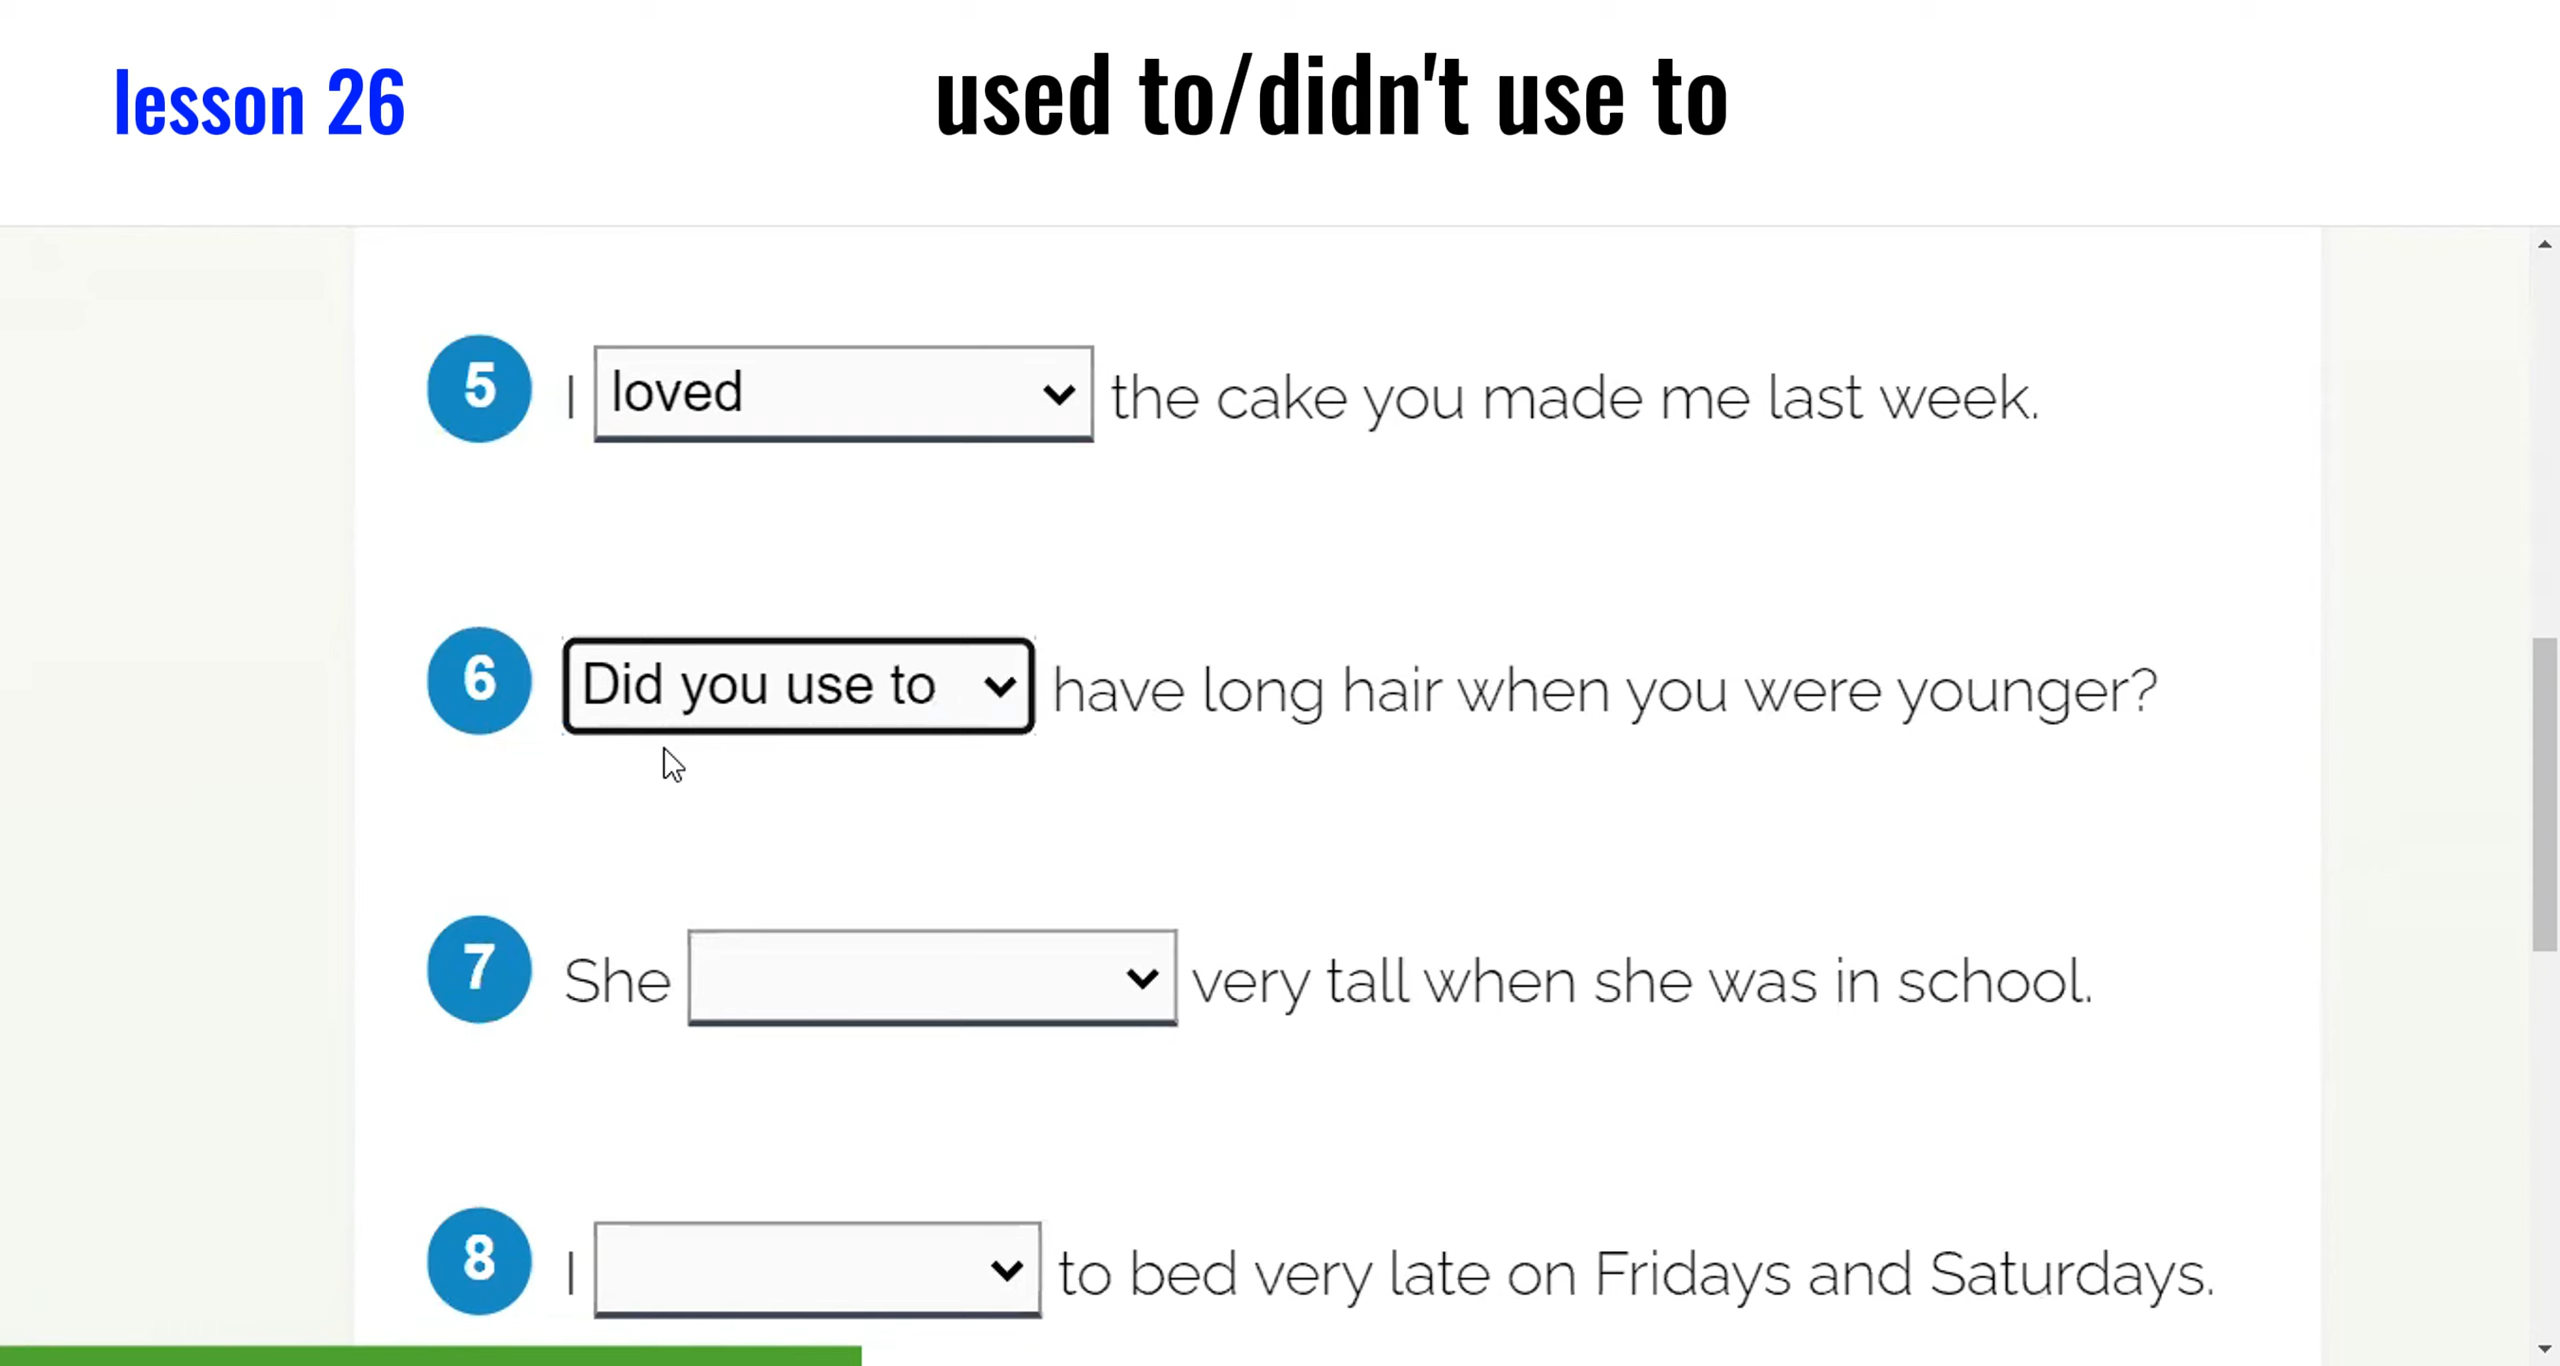 lesson 26
used to/didn't use to
5 I loved the cake you made me last week.
6 Did you use to have long hair when you were younger?
7 She very tall when she was in school.
8 I to bed very late on Fridays and Saturdays.